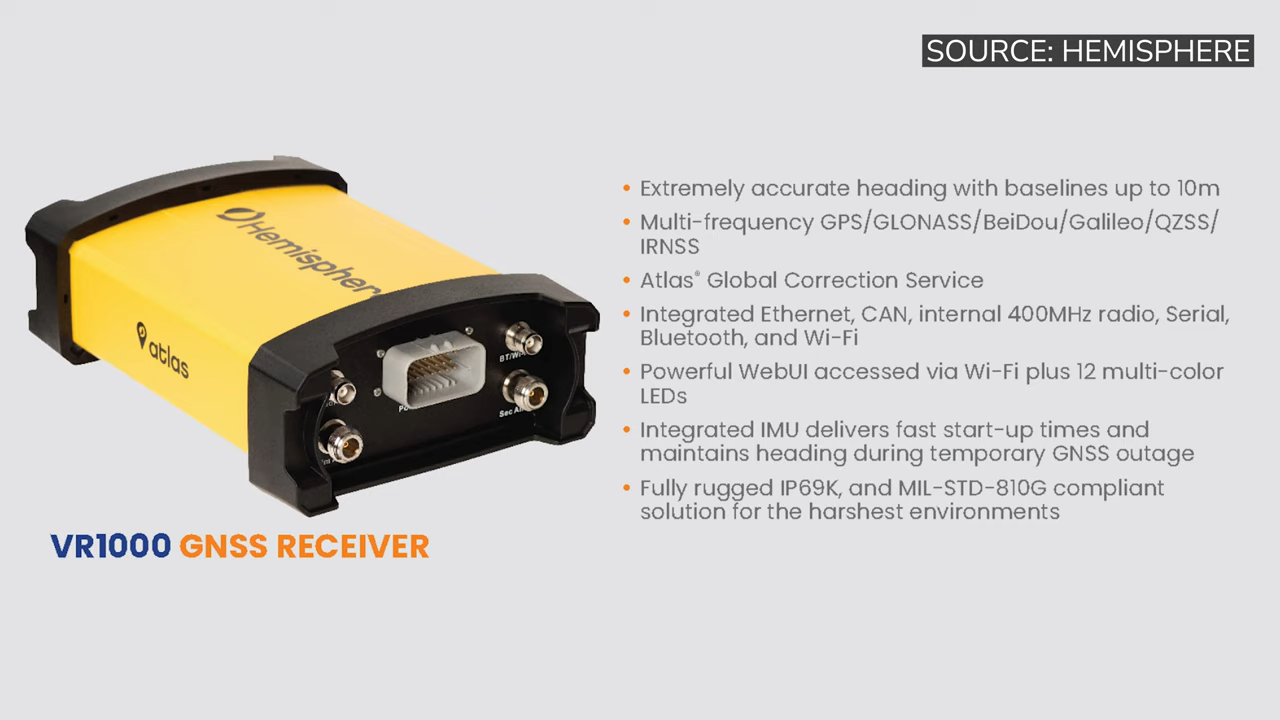 SOURCE: HEMISPHERE
Hemispher
atlas
BT/Wi-
Sec A
• Extremely accurate heading with baselines up to 10m
• Multi-frequency GPS/GLONASS/BeiDou/Galileo/QZSS/
IRNSS
• Atlas® Global Correction Service
• Integrated Ethernet, CAN, internal 400MHz radio, Serial,
Bluetooth, and Wi-Fi
• Powerful WebUI accessed via Wi-Fi plus 12 multi-color
LEDs
• Integrated IMU delivers fast start-up times and
maintains heading during temporary GNSS outage
• Fully rugged IP69K, and MIL-STD-810G compliant
solution for the harshest environments
VR1000 GNSS RECEIVER